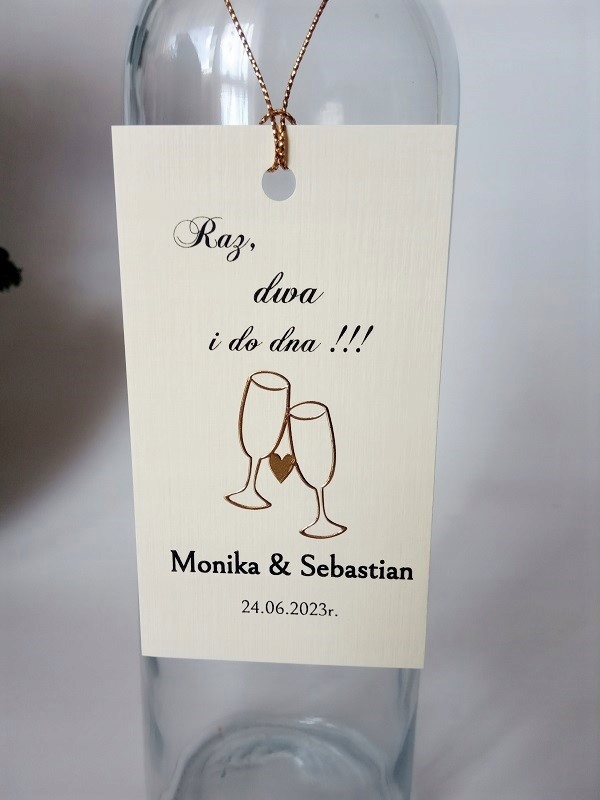 Raz,
dwa
i do dna !!!
Monika & Sebastian
24.06.2023r.